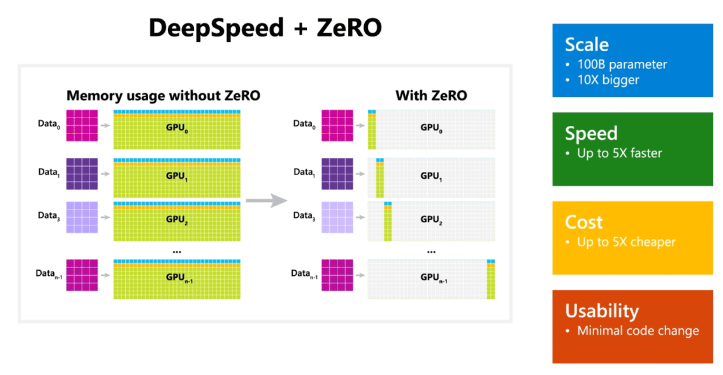 DeepSpeed + ZeRO
Memory usage without ZeRO
Data0
GPU0
Data1
GPU1
Data3
GPU2
...
Datan-1
GPUn-1
With ZeRO
Data0
GPU0
Data1
GPU1
Data3
GPU2
...
Datan-1
GPUn-1
Scale
• 100B parameter
• 10X bigger
Speed
• Up to 5X faster
Cost
• Up to 5X cheaper
Usability
• Minimal code change